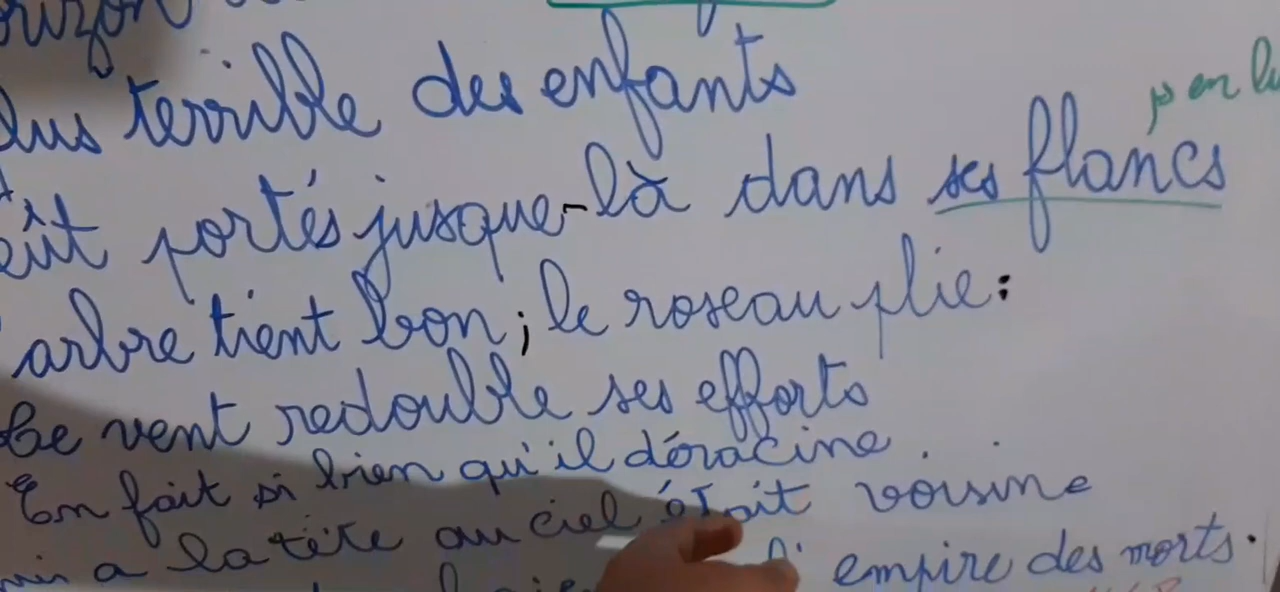 lus terrible des enfants
eût portés jusque-là dans ses flancs
arbre tient bon; le roseau plie:
Le vent redouble ses efforts
En fait si bien qu'il déracine
a la tête au ciel était voisine
empire des morts.